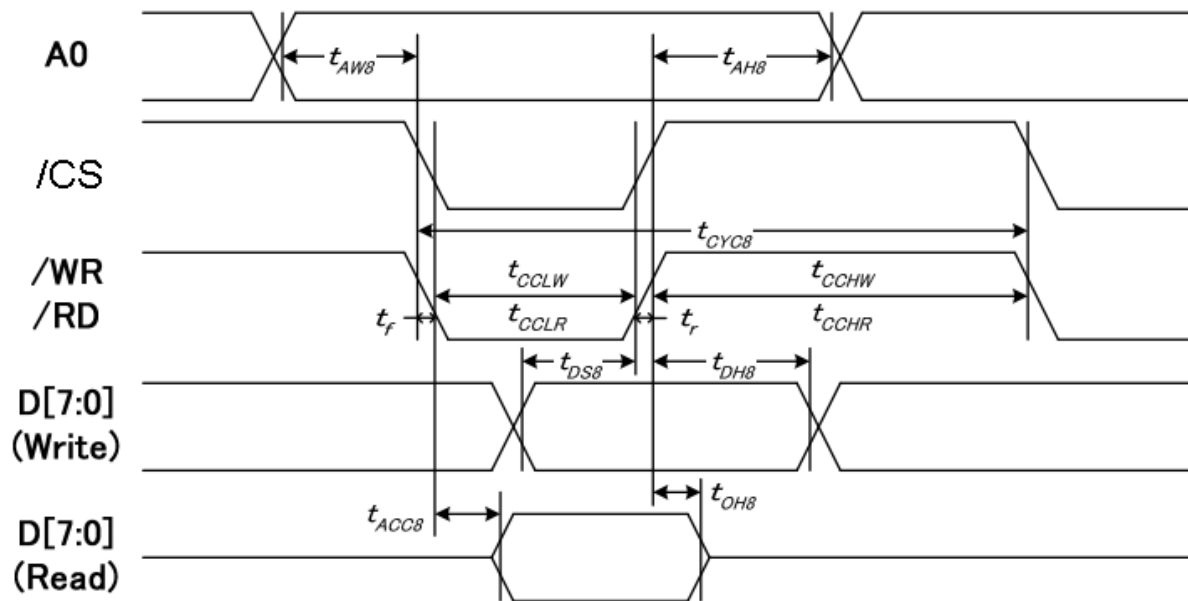 A0
tAW8
tAH8
/CS
tCYC8
/WR
/RD
tCCLW
tCCHW
tf
tCCLR
tr
tCCHR
tDS8
tDH8
D[7:0]
(Write)
tACC8
tOH8
D[7:0]
(Read)